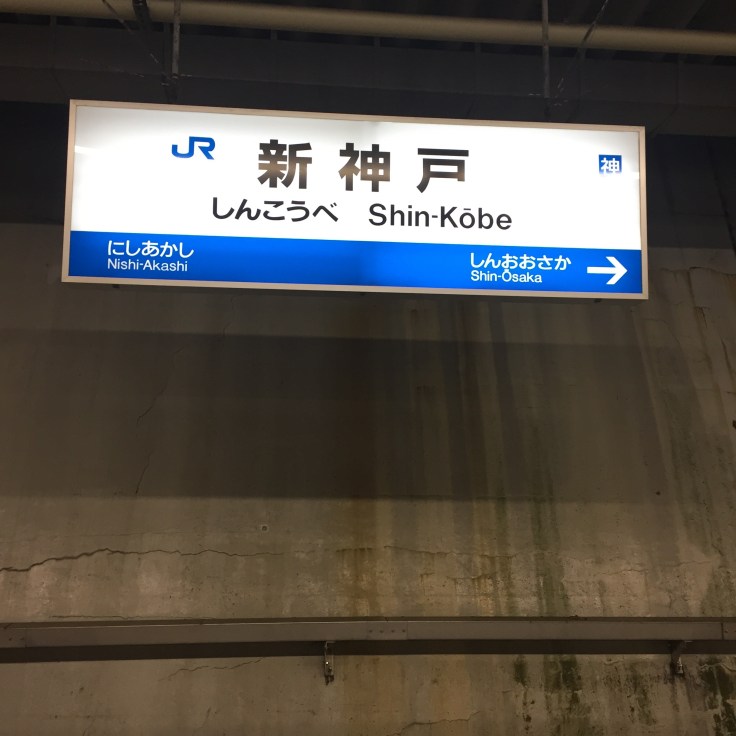 JR 新神戸 神
しんこうべ Shin-Kōbe
にしあかし しんおおさか →
Nishi-Akashi Shin-Ōsaka